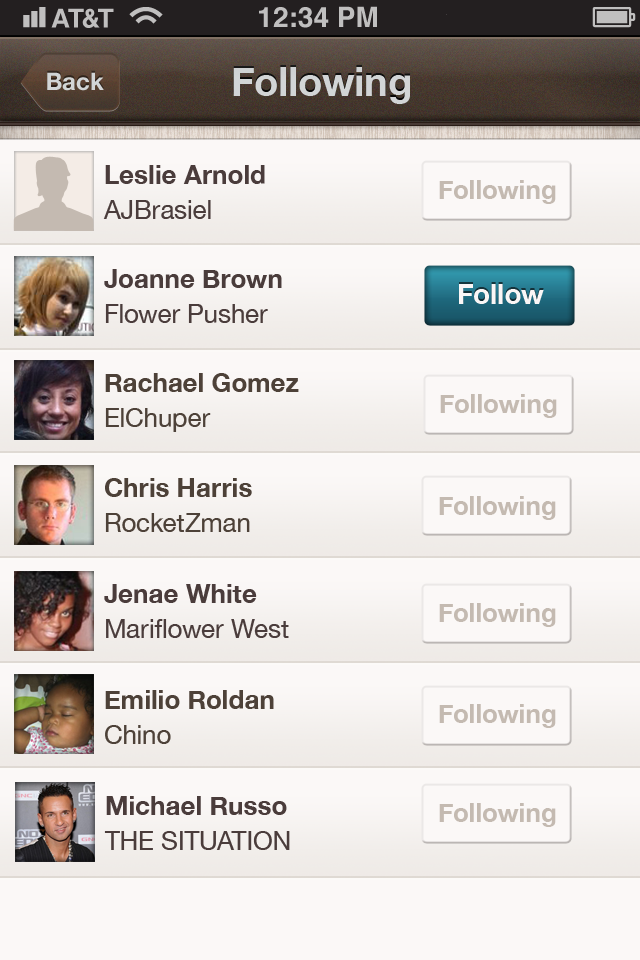 AT&T 12:34 PM
Back
Following
Leslie Arnold
AJBrasiel
Following
Joanne Brown
Flower Pusher
Follow
Rachael Gomez
ElChuper
Following
Chris Harris
RocketZman
Following
Jenae White
Mariflower West
Following
Emilio Roldan
Chino
Following
Michael Russo
THE SITUATION
Following